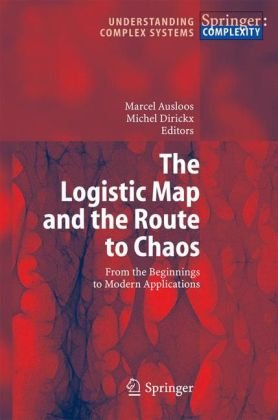 UNDERSTANDING
COMPLEX SYSTEMS
Springer:
COMPLEXITY
Marcel Ausloos
Michel Dirickx
Editors
The
Logistic Map
and the Route
to Chaos
From the Beginnings
to Modern Applications
Springer